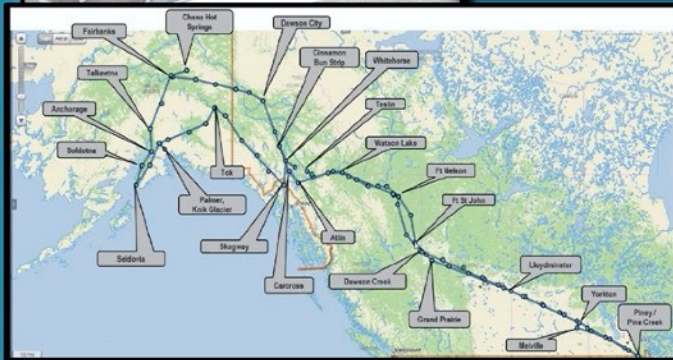 Chena Hot
Springs
Fairbanks
Dawson City
Cinnamon
Bun Strip
Whitehorse
Talkeetna
Teslin
Anchorage
Watson Lake
Soldotna
Ft Nelson
Tok
Palmer,
Knik Glacier
Ft St John
Atlin
Skagway
Seldovia
Lloydminster
Carcross
Dawson Creek
Yorkton
Grand Prairie
Piney /
Pine Creek
Melville